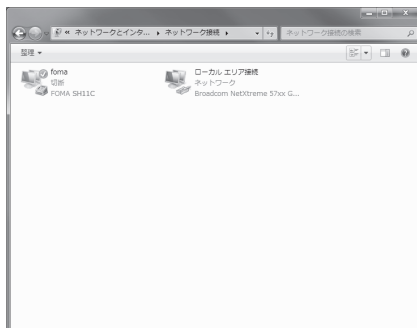 « ネットワークとインタ... ▸ ネットワーク接続 ▸
ネットワーク接続の検索
整理 ▾
foma
切断
FOMA SH11C
ローカル エリア接続
ネットワーク
Broadcom NetXtreme 57xx G...